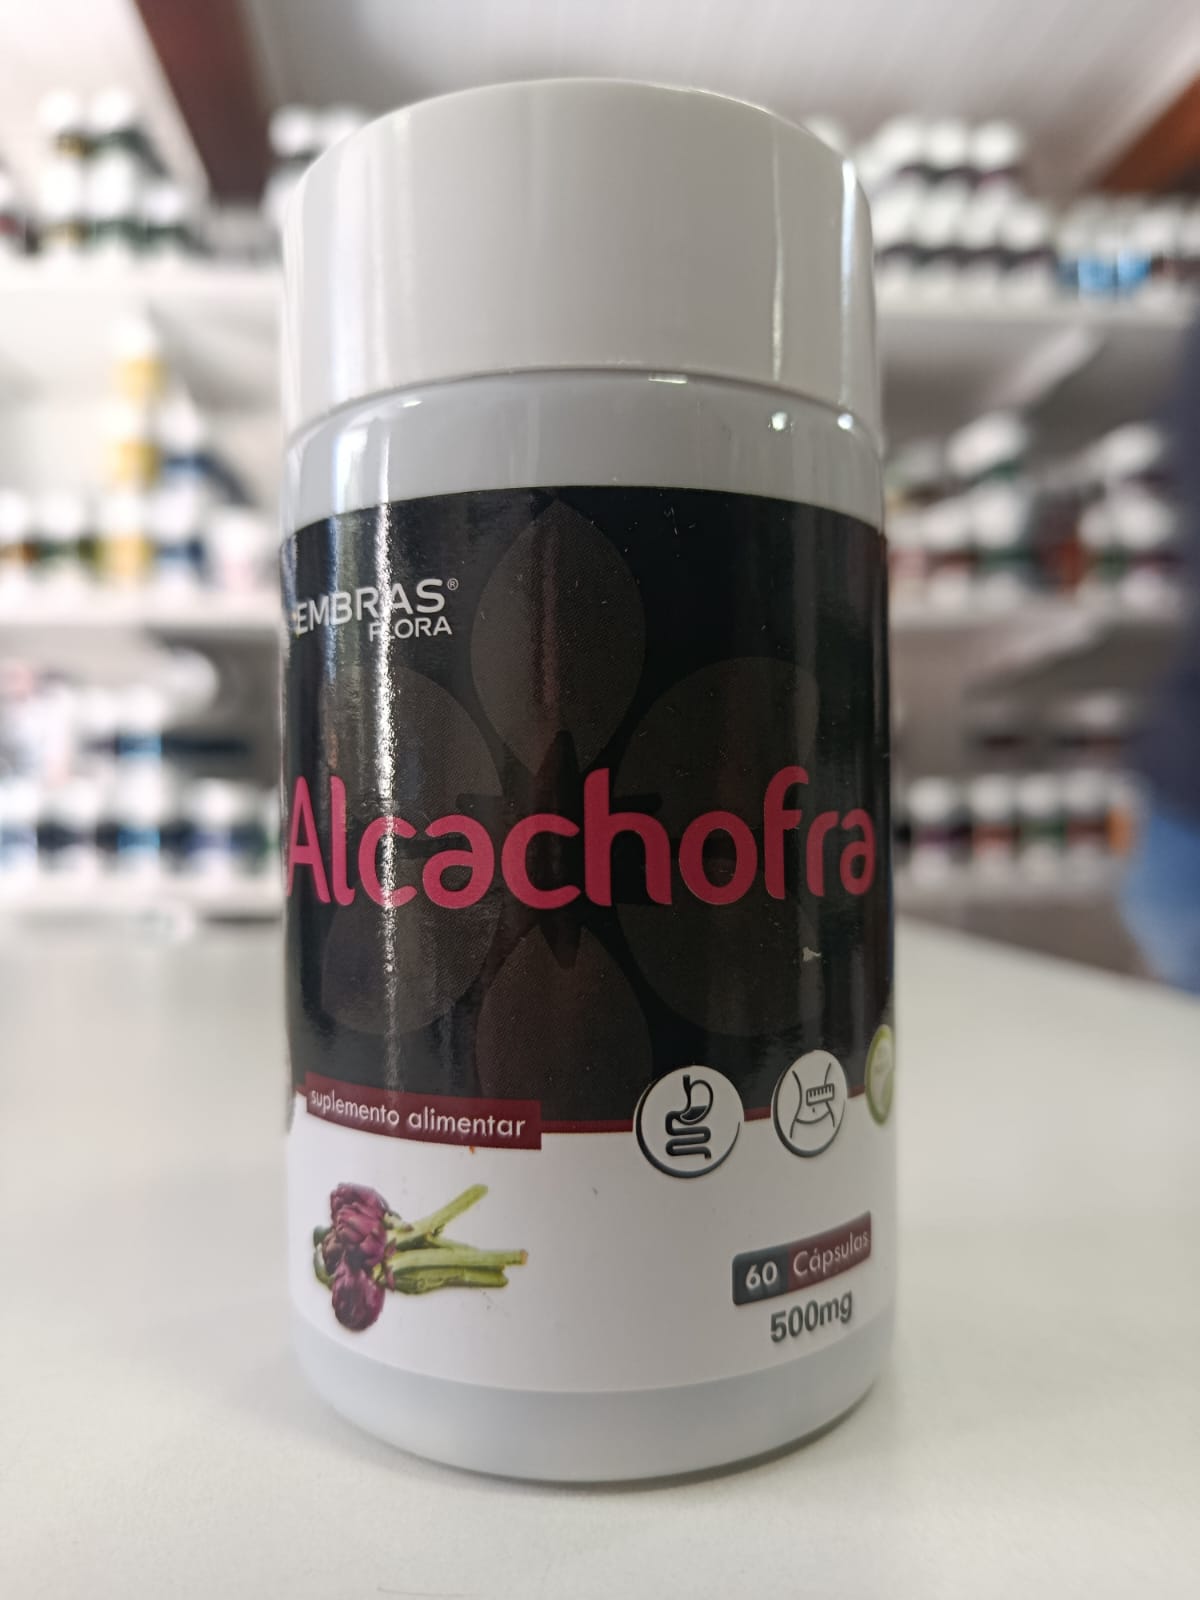 EMBRAS®
FLORA
Alcachofra
suplemento alimentar
60 Cápsulas
500mg